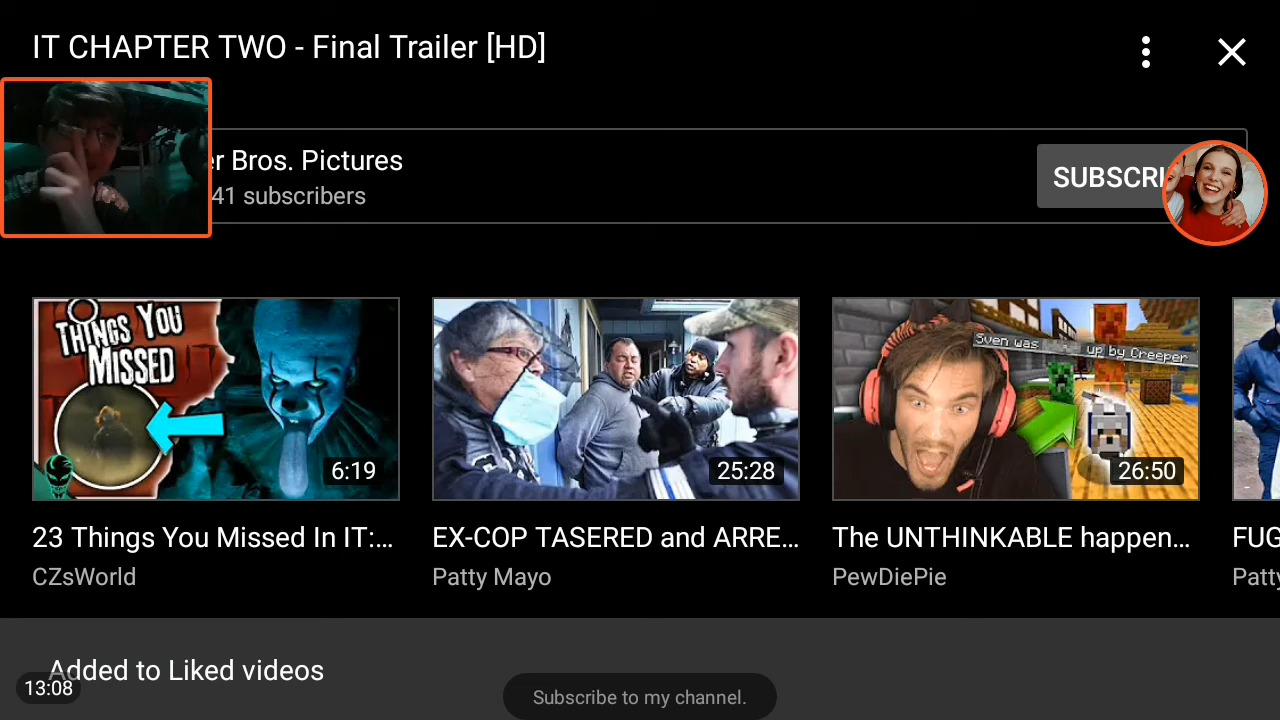 IT CHAPTER TWO - Final Trailer [HD]
er Bros. Pictures
41 subscribers
SUBSCRI
THINGS YOU
MISSED
6:19
25:28
Sven was up by Creeper
26:50
23 Things You Missed In IT:...
EX-COP TASERED and ARRE...
The UNTHINKABLE happen...
FUG
CZsWorld
Patty Mayo
PewDiePie
Patty
Added to Liked videos
13:08
Subscribe to my channel.